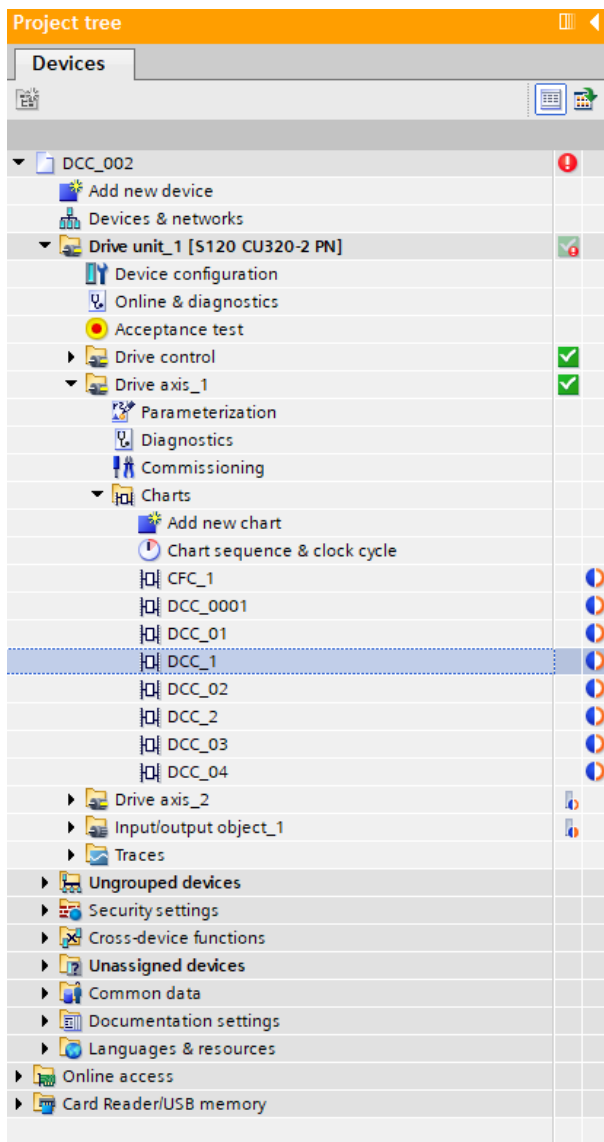 Project tree
Devices
DCC_002
Add new device
Devices & networks
Drive unit_1 [S120 CU320-2 PN]
Device configuration
Online & diagnostics
Acceptance test
Drive control
Drive axis_1
Parameterization
Diagnostics
Commissioning
Charts
Add new chart
Chart sequence & clock cycle
CFC_1
DCC_0001
DCC_01
DCC_1
DCC_02
DCC_2
DCC_03
DCC_04
Drive axis_2
Input/output object_1
Traces
Ungrouped devices
Security settings
Cross-device functions
Unassigned devices
Common data
Documentation settings
Languages & resources
Online access
Card Reader/USB memory